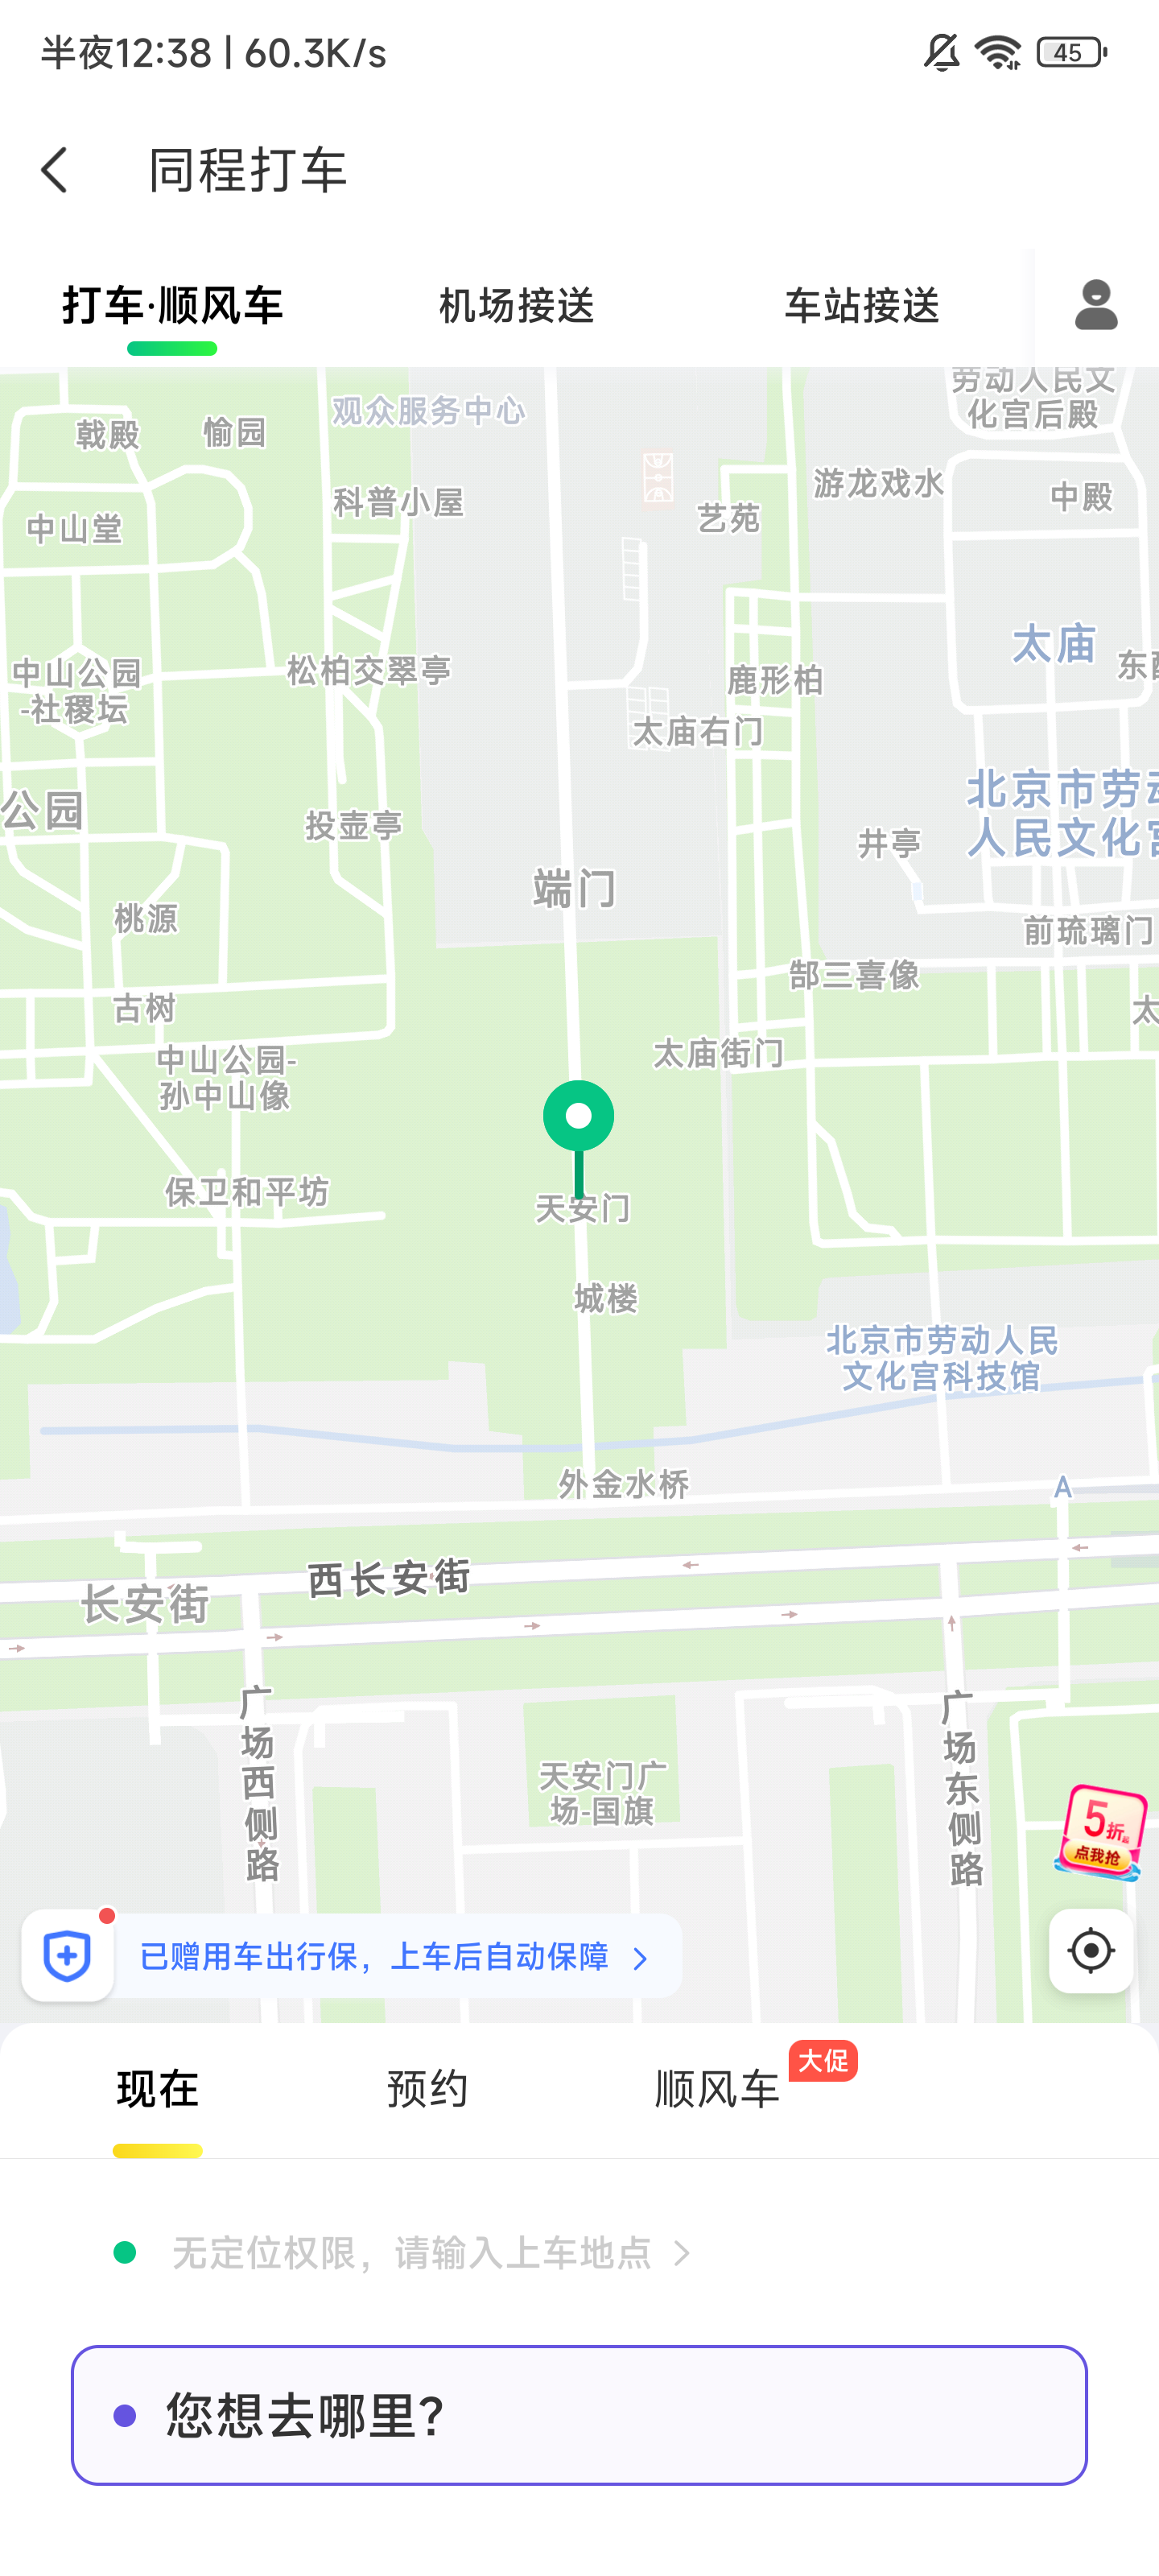 半夜12:38 | 60.3K/s
45
同程打车
打车·顺风车
机场接送
车站接送
劳动人民文
化宫后殿
观众服务中心
戟殿
愉园
游龙戏水
中殿
科普小屋
艺苑
中山堂
太庙
东
中山公园
-社稷坛
松柏交翠亭
鹿形柏
太庙右门
北京市劳动
人民文化宫
公园
投壶亭
井亭
端门
桃源
前琉璃门
郜三喜像
古树
太
中山公园-
孙中山像
太庙街门
保卫和平坊
天安门
城楼
北京市劳动人民
文化宫科技馆
外金水桥
A
西长安街
长安街
广场西侧路
广场东侧路
天安门广
场-国旗
5折起
点我抢
已赠用车出行保，上车后自动保障
现在
预约
顺风车
大促
无定位权限，请输入上车地点
您想去哪里？